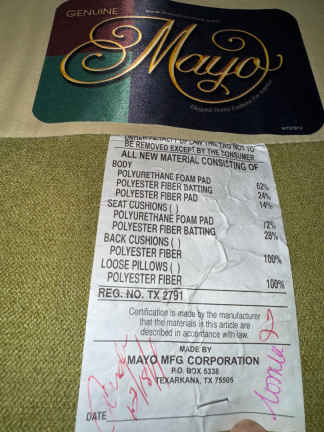 GENUINE
Mayo
UNDER PENALTY OF LAW THIS TAG NOT TO
BE REMOVED EXCEPT BY THE CONSUMER
ALL NEW MATERIAL CONSISTING OF
BODY
POLYURETHANE FOAM PAD 62%
POLYESTER FIBER BATTING 24%
POLYESTER FIBER PAD 14%
SEAT CUSHIONS ( )
POLYURETHANE FOAM PAD 72%
POLYESTER FIBER BATTING 28%
BACK CUSHIONS ( )
POLYESTER FIBER 100%
LOOSE PILLOWS ( )
POLYESTER FIBER 100%
REG. NO. TX 2791
Certification is made by the manufacturer
that the materials in this article are
described in accordance with law.
MADE BY
MAYO MFG CORPORATION
P.O. BOX 5338
TEXARKANA, TX 75505
DATE